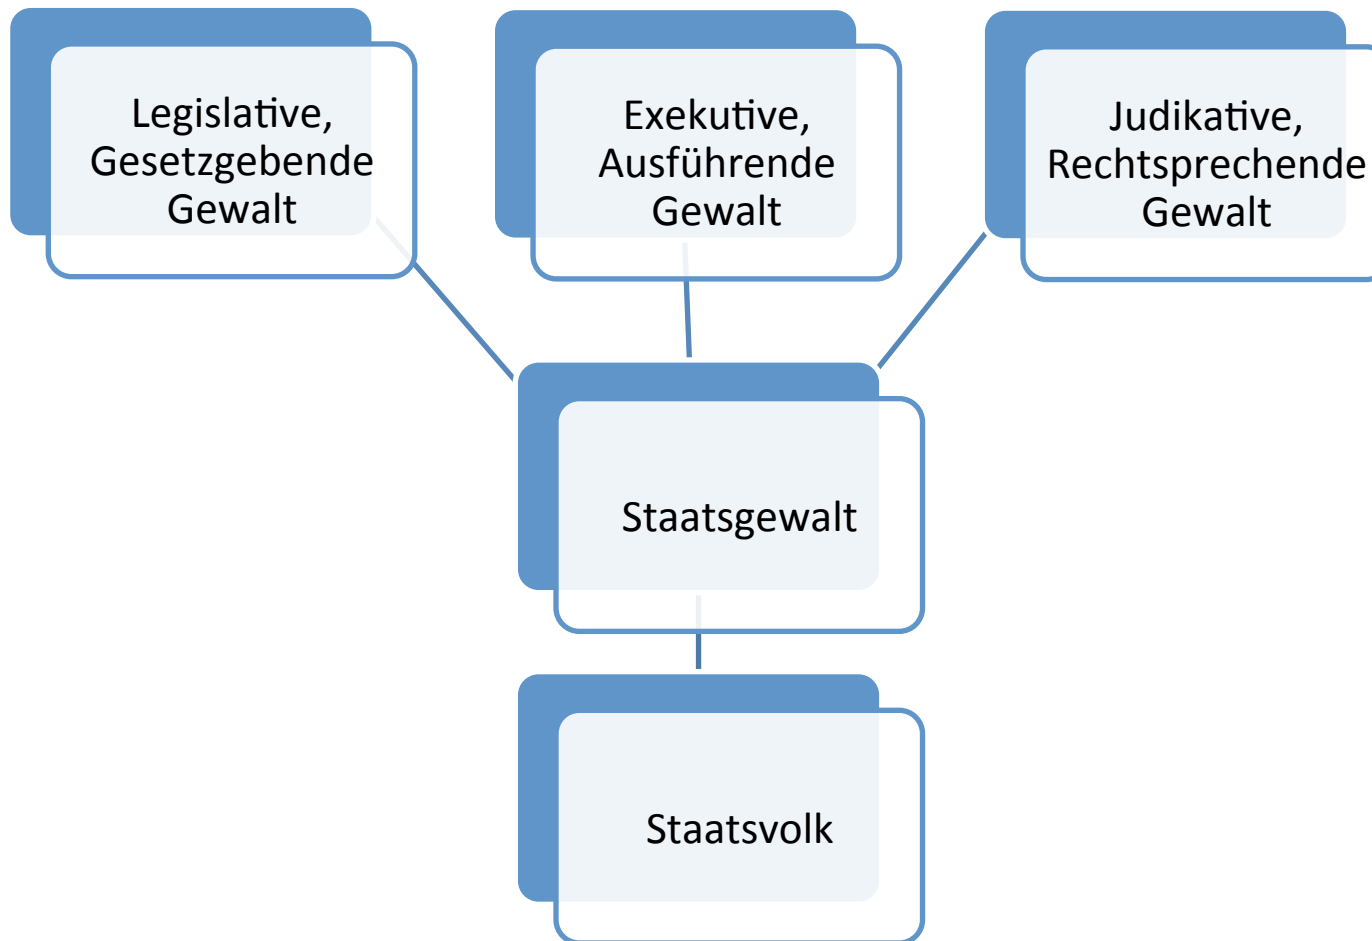 Legislative,
Gesetzgebende
Gewalt
Exekutive,
Ausführende
Gewalt
Judikative,
Rechtsprechende
Gewalt
Staatsgewalt
Staatsvolk